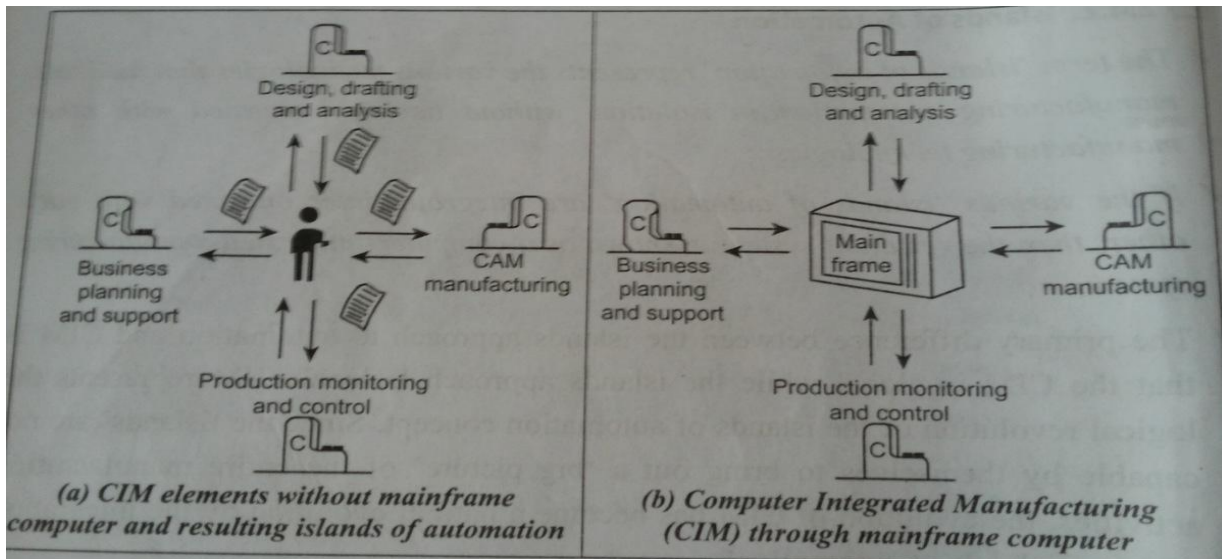 C
Design, drafting
and analysis
C
Business
planning
and support
C
CAM
manufacturing
Production monitoring
and control
C
(a) CIM elements without mainframe
computer and resulting islands of automation
C
Design, drafting
and analysis
C
Business
planning
and support
Main
frame
C
CAM
manufacturing
Production monitoring
and control
C
(b) Computer Integrated Manufacturing
(CIM) through mainframe computer